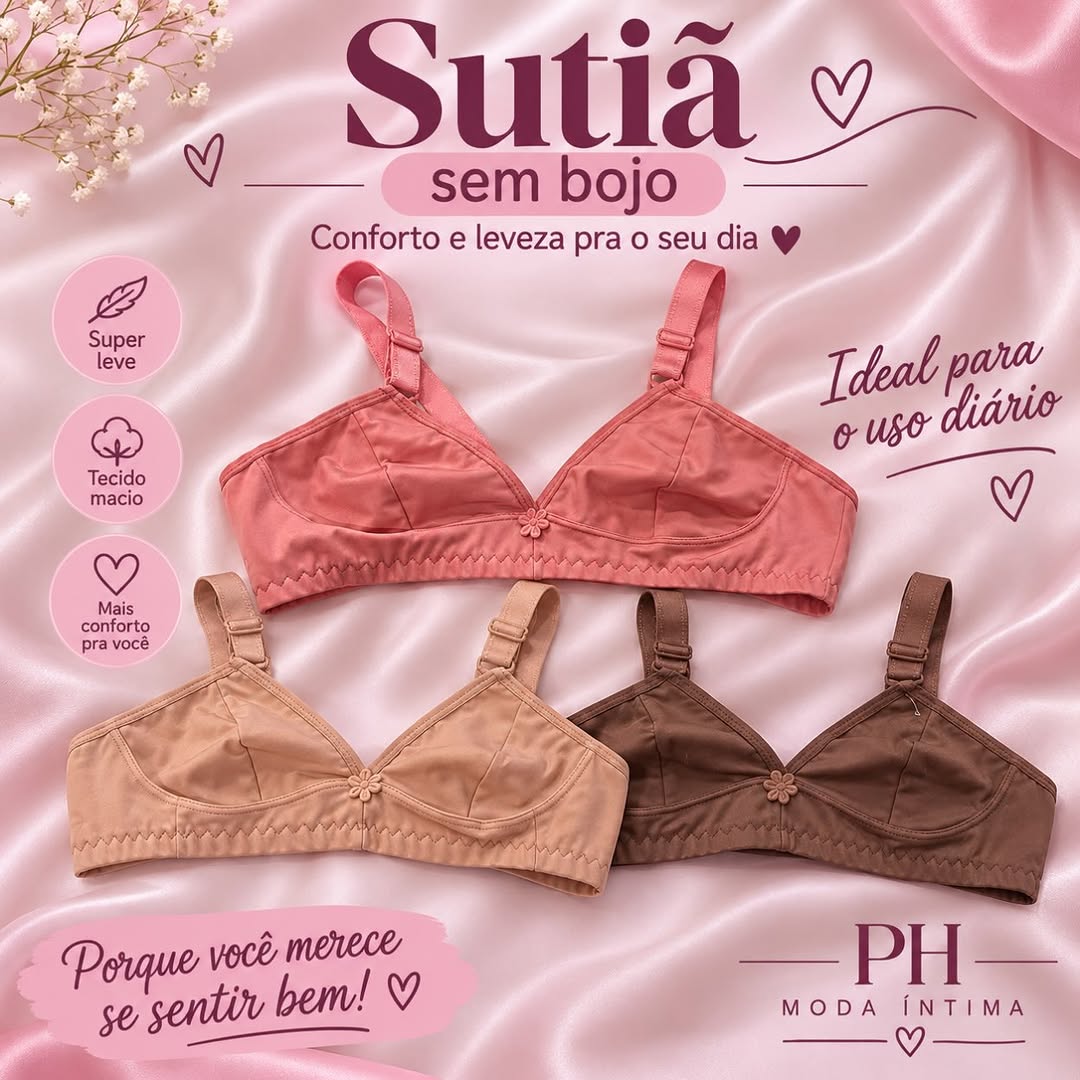 Sutiã
sem bojo
Conforto e leveza pra o seu dia
Super
leve
Tecido
macio
Mais
conforto
pra você
Ideal para
o uso diário
Porque você merece
se sentir bem!
PH
MODA ÍNTIMA